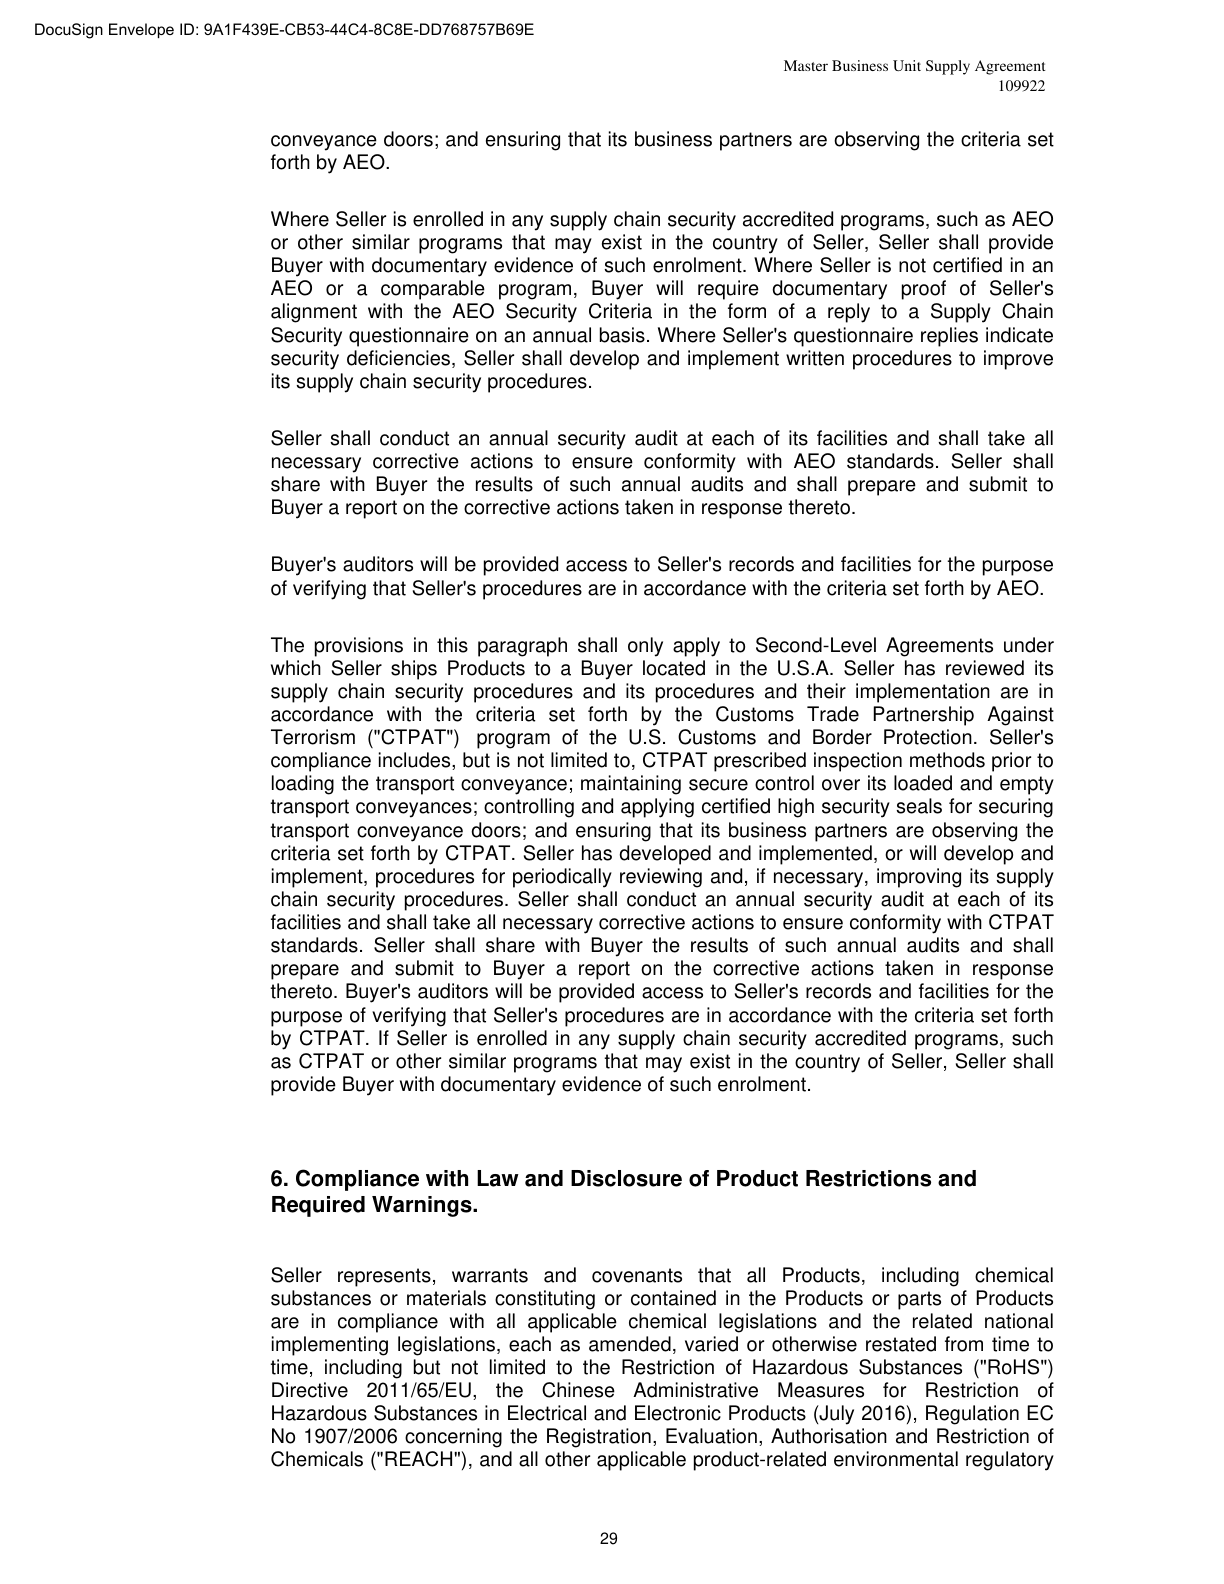 DocuSign Envelope ID: 9A1F439E-CB53-44C4-8C8E-DD768757B69E
Master Business Unit Supply Agreement
109922
conveyance doors; and ensuring that its business partners are observing the criteria set
forth by AEO.
Where Seller is enrolled in any supply chain security accredited programs, such as AEO
or other similar programs that may exist in the country of Seller, Seller shall provide
Buyer with documentary evidence of such enrolment. Where Seller is not certified in an
AEO or a comparable program, Buyer will require documentary proof of Seller's
alignment with the AEO Security Criteria in the form of a reply to a Supply Chain
Security questionnaire on an annual basis. Where Seller's questionnaire replies indicate
security deficiencies, Seller shall develop and implement written procedures to improve
its supply chain security procedures.
Seller shall conduct an annual security audit at each of its facilities and shall take all
necessary corrective actions to ensure conformity with AEO standards. Seller shall
share with Buyer the results of such annual audits and shall prepare and submit to
Buyer a report on the corrective actions taken in response thereto.
Buyer's auditors will be provided access to Seller's records and facilities for the purpose
of verifying that Seller's procedures are in accordance with the criteria set forth by AEO.
The provisions in this paragraph shall only apply to Second-Level Agreements under
which Seller ships Products to a Buyer located in the U.S.A. Seller has reviewed its
supply chain security procedures and its procedures and their implementation are in
accordance with the criteria set forth by the Customs Trade Partnership Against
Terrorism ("CTPAT") program of the U.S. Customs and Border Protection. Seller's
compliance includes, but is not limited to, CTPAT prescribed inspection methods prior to
loading the transport conveyance; maintaining secure control over its loaded and empty
transport conveyances; controlling and applying certified high security seals for securing
transport conveyance doors; and ensuring that its business partners are observing the
criteria set forth by CTPAT. Seller has developed and implemented, or will develop and
implement, procedures for periodically reviewing and, if necessary, improving its supply
chain security procedures. Seller shall conduct an annual security audit at each of its
facilities and shall take all necessary corrective actions to ensure conformity with CTPAT
standards. Seller shall share with Buyer the results of such annual audits and shall
prepare and submit to Buyer a report on the corrective actions taken in response
thereto. Buyer's auditors will be provided access to Seller's records and facilities for the
purpose of verifying that Seller's procedures are in accordance with the criteria set forth
by CTPAT. If Seller is enrolled in any supply chain security accredited programs, such
as CTPAT or other similar programs that may exist in the country of Seller, Seller shall
provide Buyer with documentary evidence of such enrolment.
6. Compliance with Law and Disclosure of Product Restrictions and
Required Warnings.
Seller represents, warrants and covenants that all Products, including chemical
substances or materials constituting or contained in the Products or parts of Products
are in compliance with all applicable chemical legislations and the related national
implementing legislations, each as amended, varied or otherwise restated from time to
time, including but not limited to the Restriction of Hazardous Substances ("RoHS")
Directive 2011/65/EU, the Chinese Administrative Measures for Restriction of
Hazardous Substances in Electrical and Electronic Products (July 2016), Regulation EC
No 1907/2006 concerning the Registration, Evaluation, Authorisation and Restriction of
Chemicals ("REACH"), and all other applicable product-related environmental regulatory
29